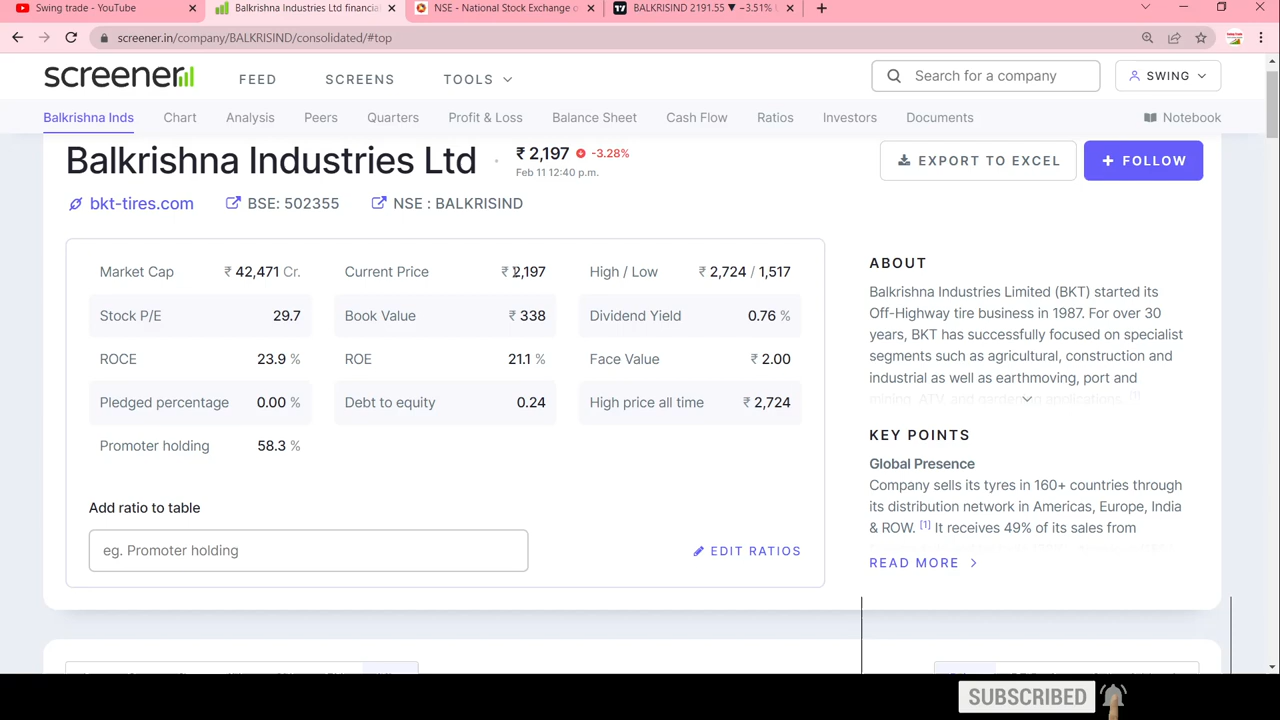 Swing trade - YouTube
Balkrishna Industries Ltd financial
NSE - National Stock Exchange o
BALKRISIND 2191.55 ▼ −3.51%
screener.in/company/BALKRISIND/consolidated/#top
screener
FEED
SCREENS
TOOLS
Search for a company
SWING
Balkrishna Inds
Chart
Analysis
Peers
Quarters
Profit & Loss
Balance Sheet
Cash Flow
Ratios
Investors
Documents
Notebook
Balkrishna Industries Ltd
₹ 2,197 -3.28%
Feb 11 12:40 p.m.
EXPORT TO EXCEL
+ FOLLOW
bkt-tires.com
BSE: 502355
NSE : BALKRISIND
Market Cap ₹ 42,471 Cr.
Current Price ₹ 2,197
High / Low ₹ 2,724 / 1,517
Stock P/E 29.7
Book Value ₹ 338
Dividend Yield 0.76 %
ROCE 23.9 %
ROE 21.1 %
Face Value ₹ 2.00
Pledged percentage 0.00 %
Debt to equity 0.24
High price all time ₹ 2,724
Promoter holding 58.3 %
Add ratio to table
eg. Promoter holding
EDIT RATIOS
ABOUT
Balkrishna Industries Limited (BKT) started its
Off-Highway tire business in 1987. For over 30
years, BKT has successfully focused on specialist
segments such as agricultural, construction and
industrial as well as earthmoving, port and
mining, ATV, and gardening applications. [1]
KEY POINTS
Global Presence
Company sells its tyres in 160+ countries through
its distribution network in Americas, Europe, India
& ROW. [1] It receives 49% of its sales from
READ MORE
SUBSCRIBED